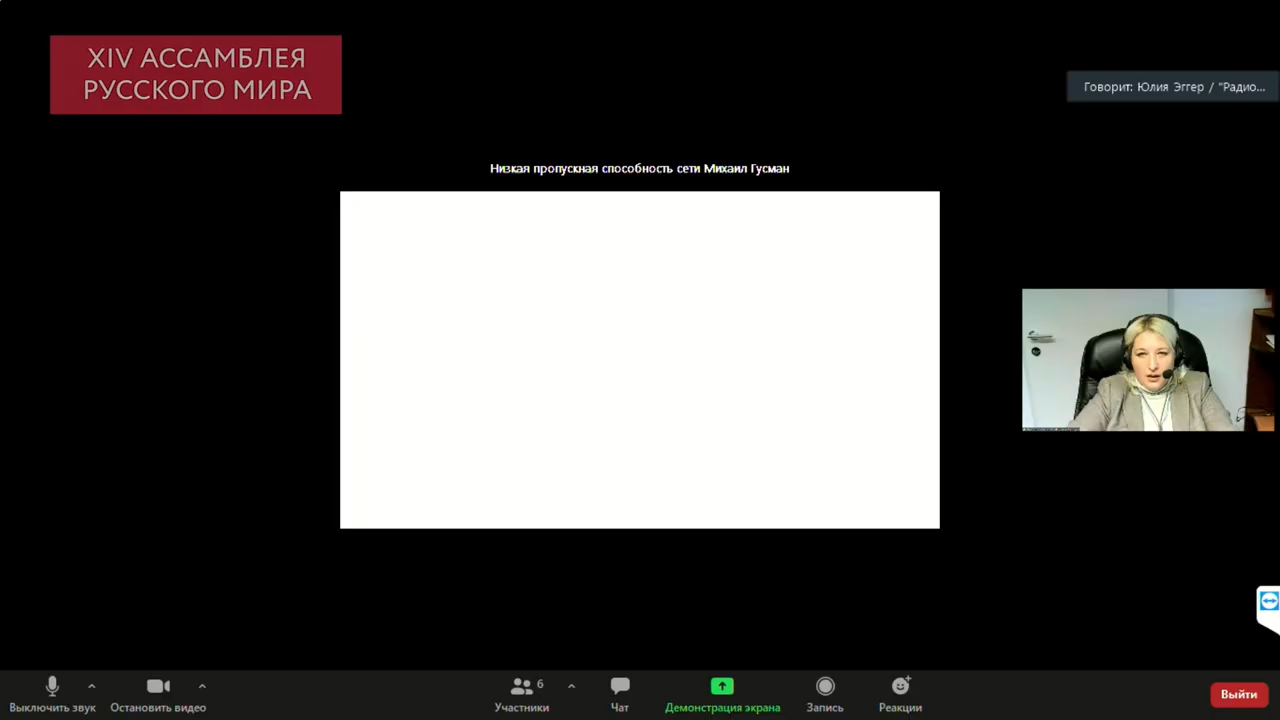 XIV АССАМБЛЕЯ
РУССКОГО МИРА
Говорит: Юлия Эггер / "Радио...
Низкая пропускная способность сети Михаил Гусман
6
Выключить звук
Остановить видео
Участники
Чат
Демонстрация экрана
Запись
Реакции
Выйти